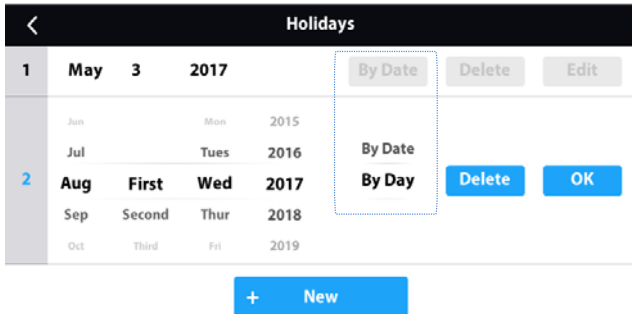 Holidays
1 May 3 2017 By Date Delete Edit
Jun Mon 2015
Jul Tues 2016 By Date
2 Aug First Wed 2017 By Day Delete OK
Sep Second Thur 2018
Oct Third Fri 2019
+ New